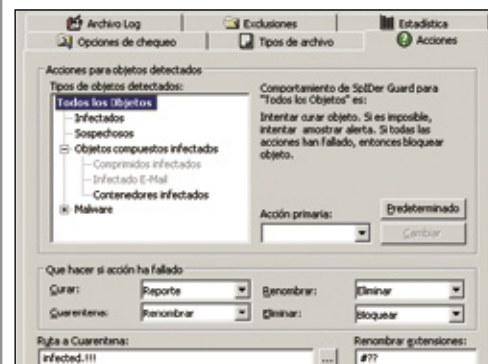 Archivo Log
Exclusiones
Estadística
Opciones de chequeo
Tipos de archivo
Acciones
Acciones para objetos detectados
Tipos de objetos detectados:
Todos los Objetos
Infectados
Sospechosos
Objetos compuestos infectados
Comprimidos infectados
Infectado E-Mail
Contenedores infectados
Malware
Comportamiento de SpIDer Guard para
"Todos los Objetos" es:
Intentar curar objeto. Si es imposible,
intentar amostrar alerta. Si todas las
acciones han fallado, entonces bloquear
objeto.
Acción primaria:
Predeterminado
Cambiar
Que hacer si acción ha fallado
Curar:
Reporte
Renombrar:
Eliminar
Cuarentena:
Renombrar
Eliminar:
Bloquear
Ruta a Cuarentena:
Renombrar extensiones:
infected.!!!
...
#??